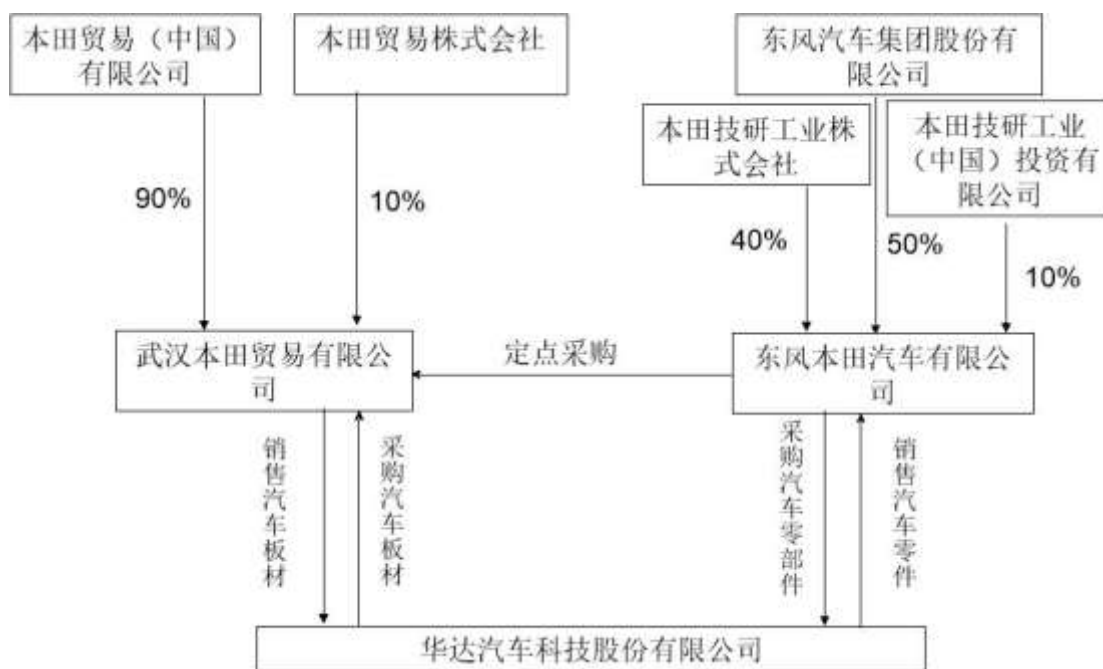 本田贸易（中国）
有限公司
本田贸易株式会社
东风汽车集团股份有
限公司
本田技研工业株
式会社
本田技研工业
（中国）投资有
限公司
90%
10%
40%
50%
10%
武汉本田贸易有限公
司
定点采购
东风本田汽车有限公
司
销售汽车板材
采购汽车板材
采购汽车零部件
销售汽车零件
华达汽车科技股份有限公司